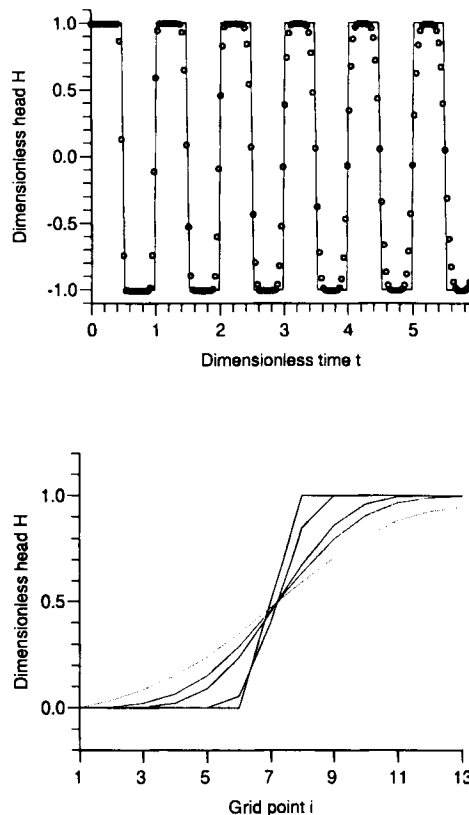 1.0
0.5
0.0
-0.5
-1.0
Dimensionless head H
0 1 2 3 4 5
Dimensionless time t
1.0
0.5
0.0
Dimensionless head H
1 3 5 7 9 11 13
Grid point i